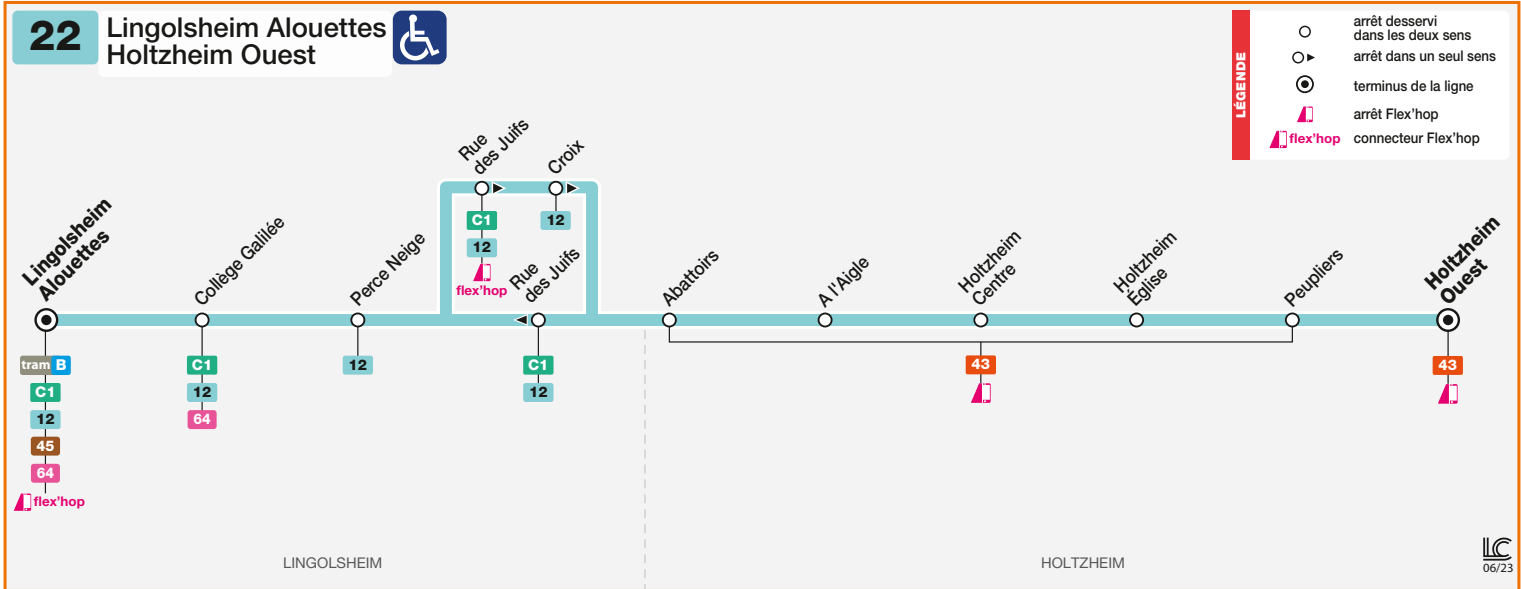 22
Lingolsheim Alouettes
Holtzheim Ouest
LÉGENDE
arrêt desservi
dans les deux sens
arrêt dans un seul sens
terminus de la ligne
arrêt Flex'hop
flex'hop
connecteur Flex'hop
Lingolsheim
Alouettes
tram B
C1
12
45
64
flex'hop
Collège Galilée
C1
12
64
Perce Neige
12
Rue
des Juifs
C1
12
flex'hop
Croix
12
Rue
des Juifs
C1
12
Abattoirs
A l'Aigle
Holtzheim
Centre
43
Holtzheim
Église
Peupliers
Holtzheim
Ouest
43
LINGOLSHEIM
HOLTZHEIM
LC
06/23